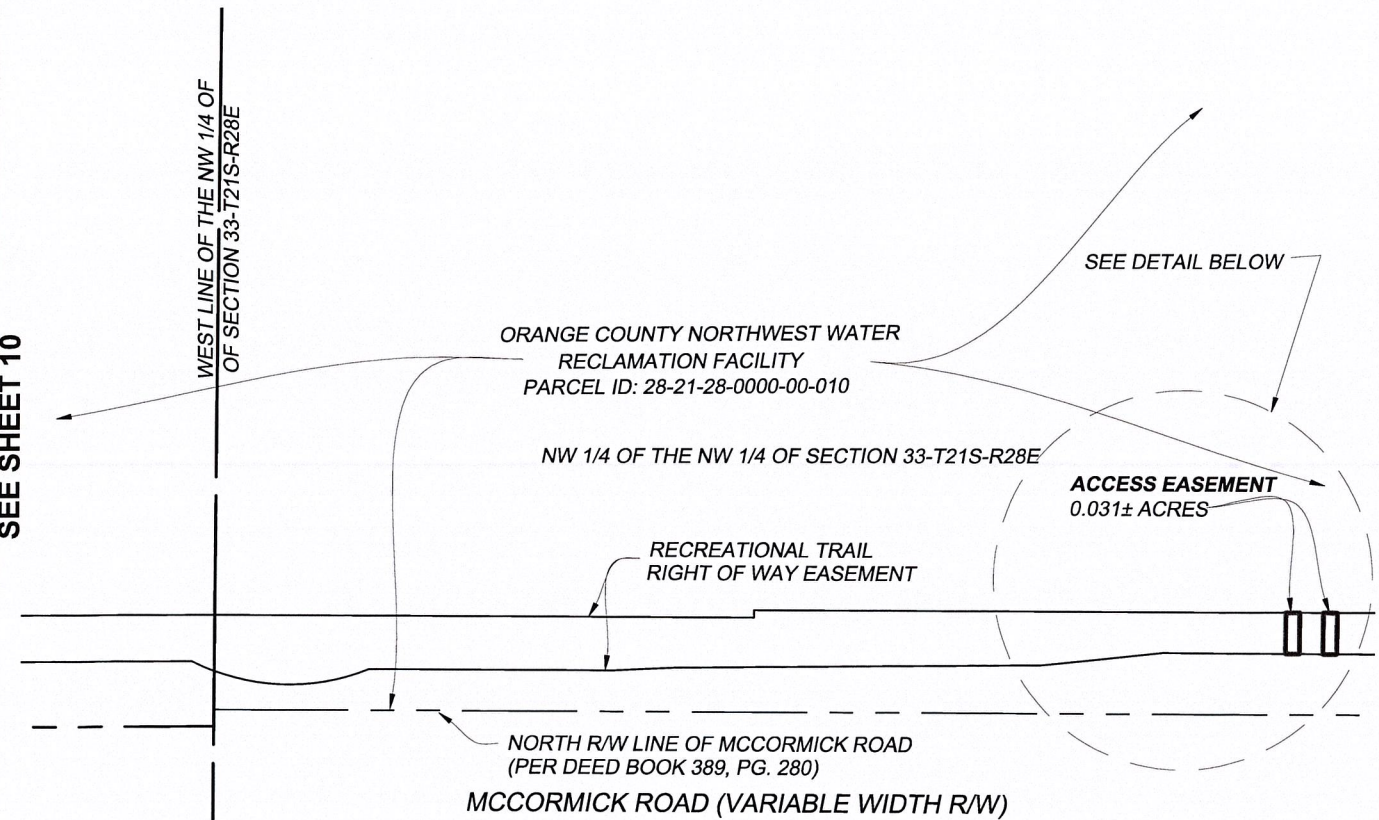 SEE SHEET 10
WEST LINE OF THE NW 1/4 OF
OF SECTION 33-T21S-R28E
ORANGE COUNTY NORTHWEST WATER
RECLAMATION FACILITY
PARCEL ID: 28-21-28-0000-00-010
SEE DETAIL BELOW
NW 1/4 OF THE NW 1/4 OF SECTION 33-T21S-R28E
ACCESS EASEMENT
0.031± ACRES
RECREATIONAL TRAIL
RIGHT OF WAY EASEMENT
NORTH R/W LINE OF MCCORMICK ROAD
(PER DEED BOOK 389, PG. 280)
MCCORMICK ROAD (VARIABLE WIDTH R/W)